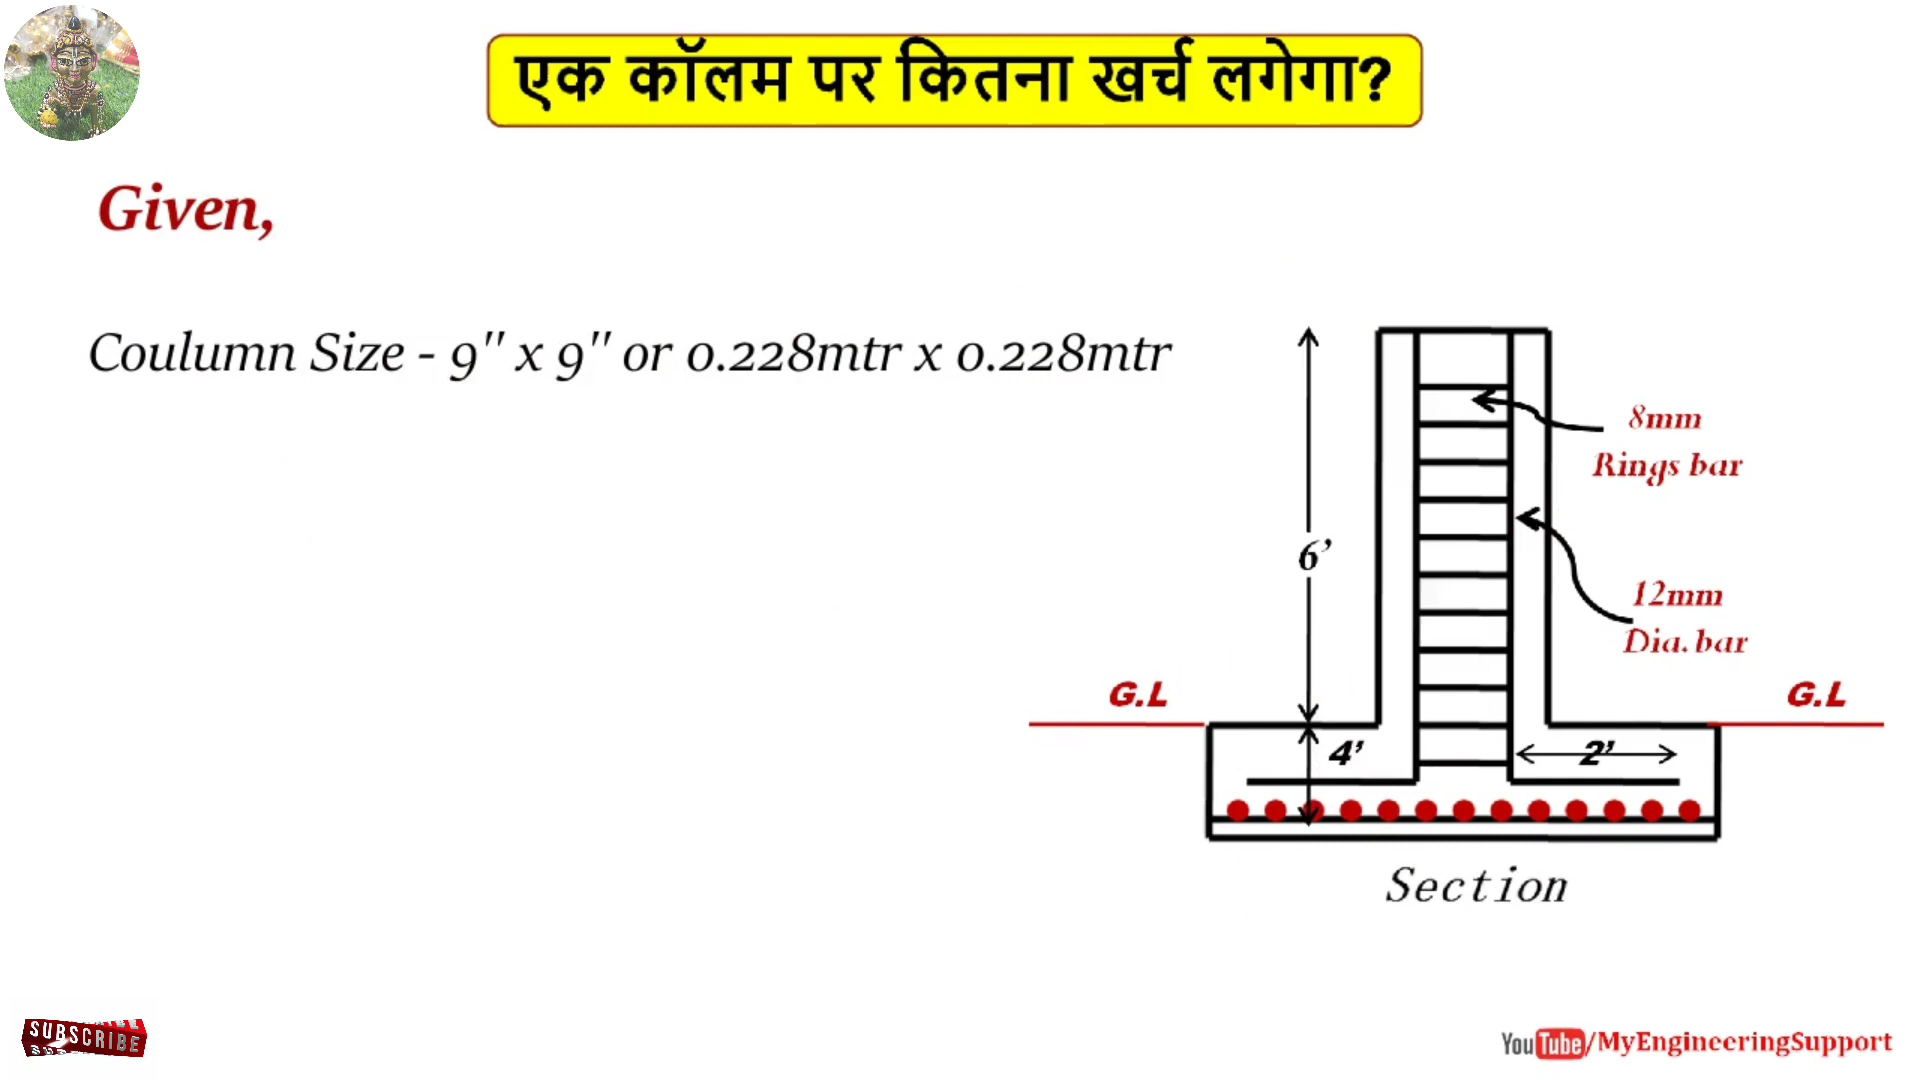 एक कॉलम पर कितना खर्च लगेगा?
Given,
Coulumn Size - 9" x 9" or 0.228mtr x 0.228mtr
8mm
Rings bar
6'
12mm
Dia. bar
G.L
G.L
4'
2'
Section
SUBSCRIBE
YouTube/MyEngineeringSupport